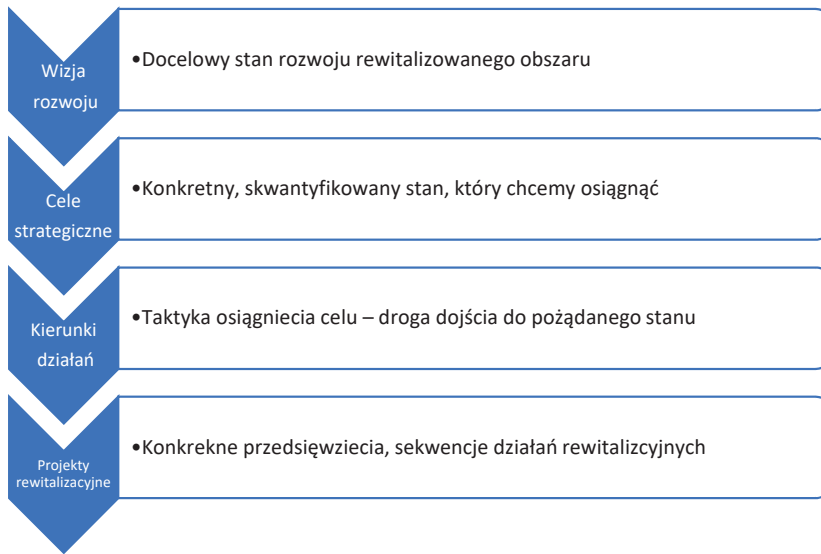 Wizja
rozwoju
•Docelowy stan rozwoju rewitalizowanego obszaru
Cele
strategiczne
•Konkretny, skwantyfikowany stan, który chcemy osiągnąć
Kierunki
działań
•Taktyka osiągniecia celu – droga dojścia do pożądanego stanu
Projekty
rewitalizacyjne
•Konkrekne przedsięwziecia, sekwencje działań rewitalizcyjnych